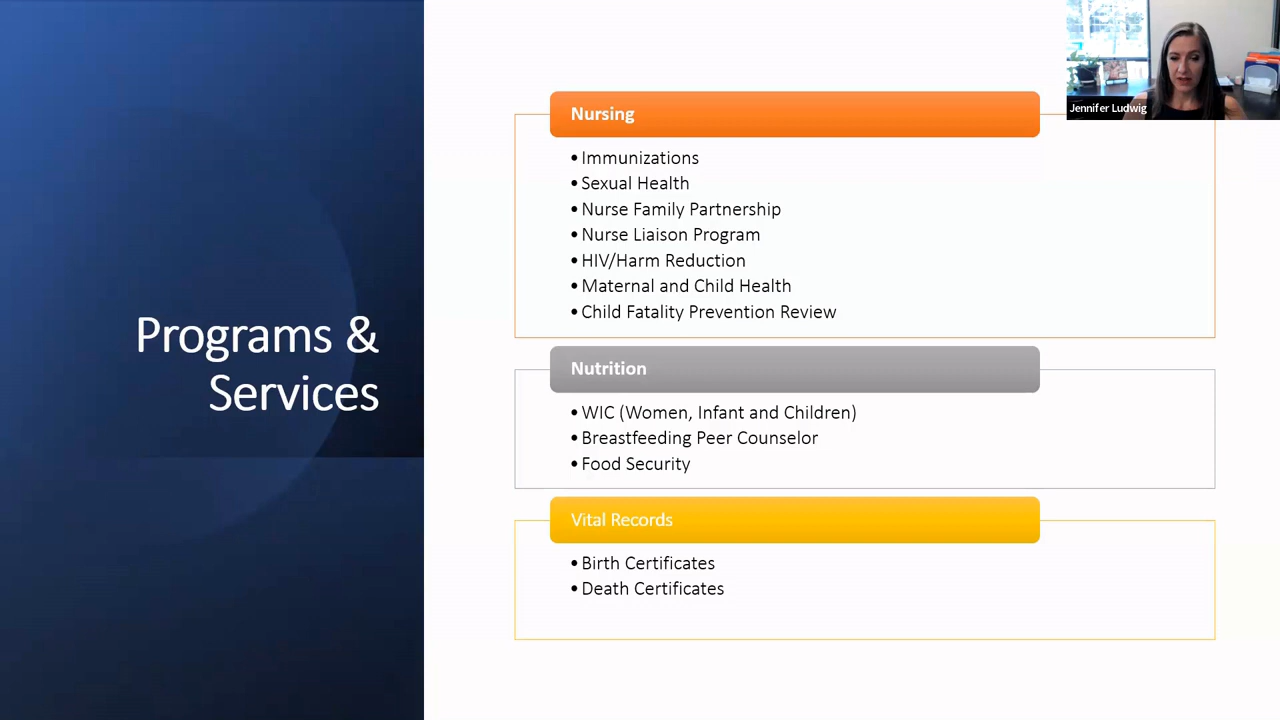 Programs &
Services
Nursing
• Immunizations
• Sexual Health
• Nurse Family Partnership
• Nurse Liaison Program
• HIV/Harm Reduction
• Maternal and Child Health
• Child Fatality Prevention Review
Nutrition
• WIC (Women, Infant and Children)
• Breastfeeding Peer Counselor
• Food Security
Vital Records
• Birth Certificates
• Death Certificates
Jennifer Ludwig